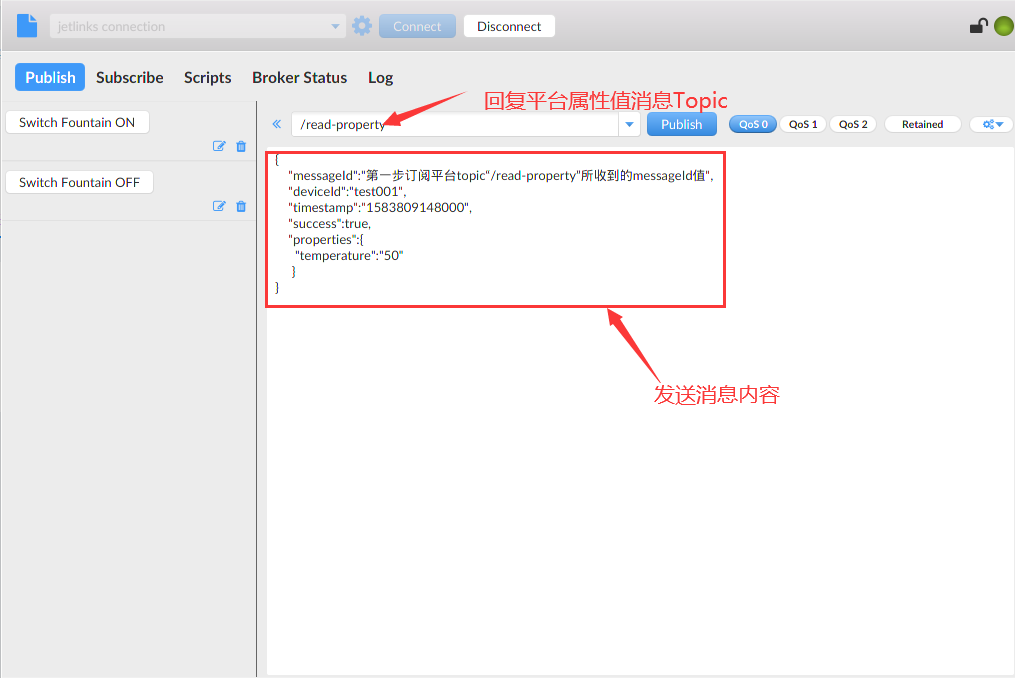 jetlinks connection
Connect
Disconnect
Publish
Subscribe
Scripts
Broker Status
Log
回复平台属性值消息Topic
Switch Fountain ON
/read-property
Publish
QoS 0
QoS 1
QoS 2
Retained
Switch Fountain OFF
{
"messageId":"第一步订阅平台topic“/read-property”所收到的messageId值",
"deviceId":"test001",
"timestamp":"1583809148000",
"success":true,
"properties":{
"temperature":"50"
}
}
发送消息内容